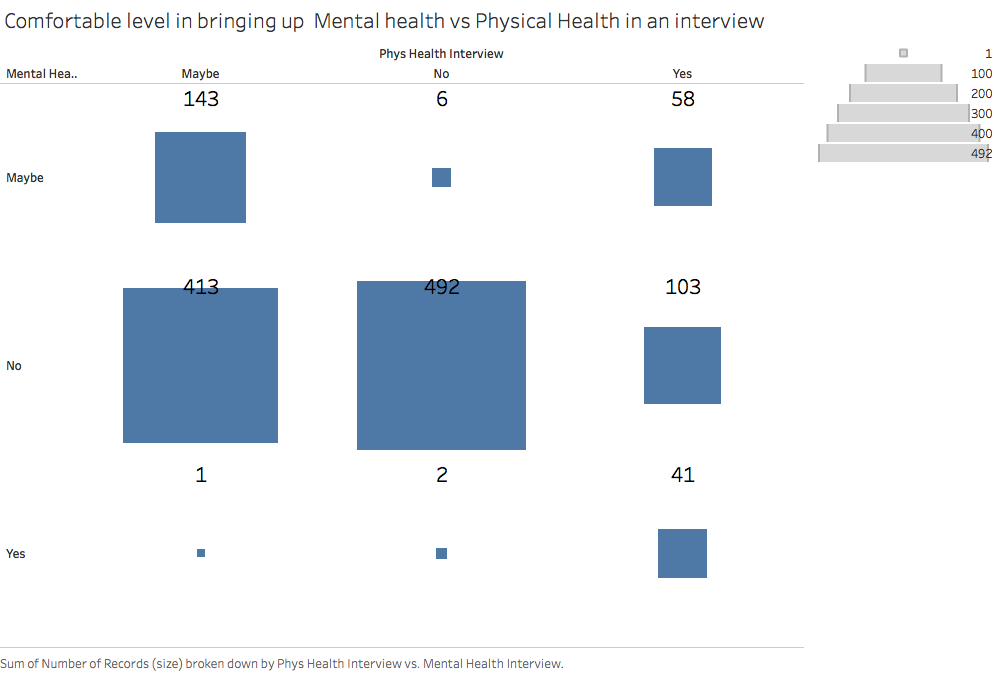 Comfortable level in bringing up  Mental health vs Physical Health in an interview
Phys Health Interview
Mental Hea.. Maybe No Yes
143 6 58
Maybe
413 492 103
No
1 2 41
Yes
1
100
200
300
400
492
Sum of Number of Records (size) broken down by Phys Health Interview vs. Mental Health Interview.